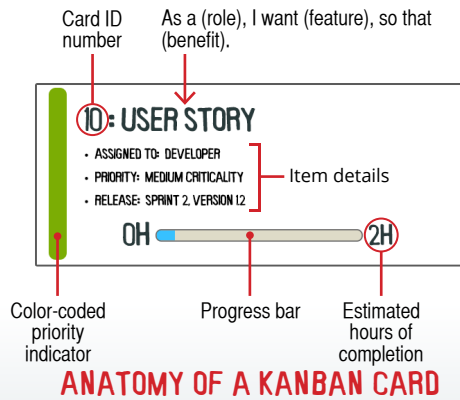 Card ID
number
As a (role), I want (feature), so that
(benefit).
10: USER STORY
• ASSIGNED TO: DEVELOPER
• PRIORITY: MEDIUM CRITICALITY
• RELEASE: SPRINT 2, VERSION 1.2
Item details
0H
2H
Color-coded
priority
indicator
Progress bar
Estimated
hours of
completion
ANATOMY OF A KANBAN CARD